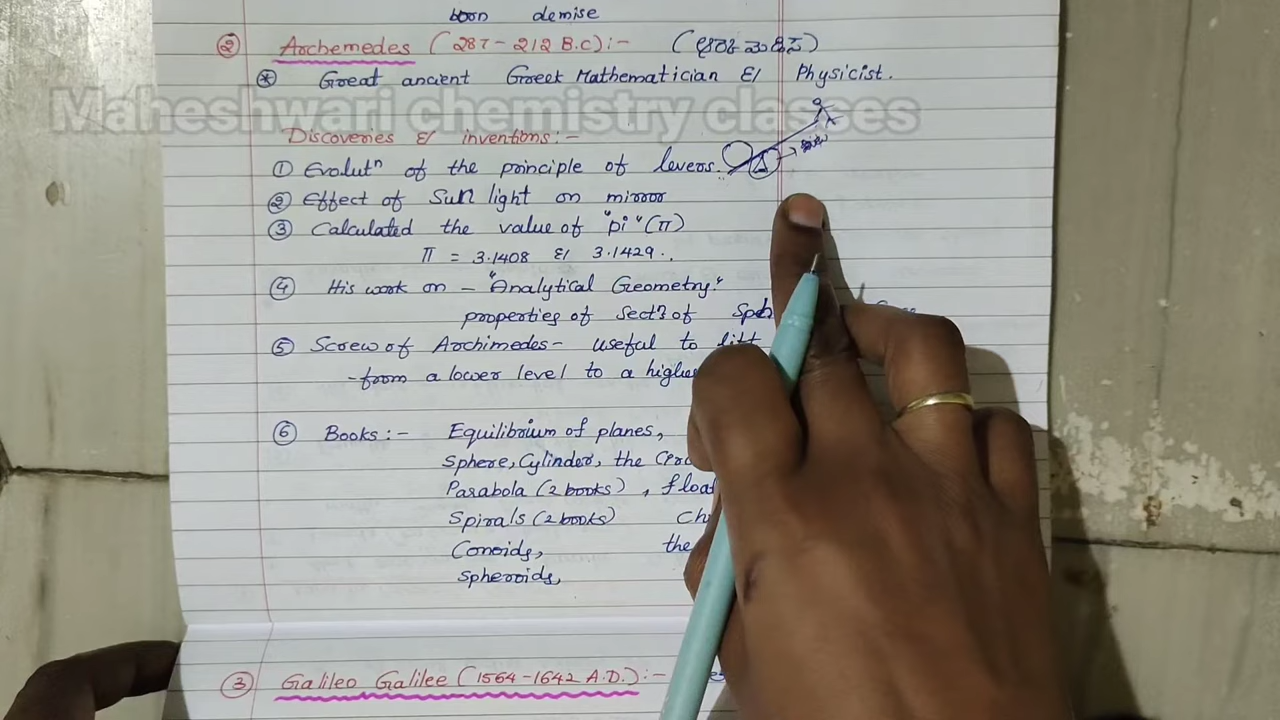 born demise
② Archemedes (287 - 212 B.C) :- (ಆರ್ಕಿಮಿಡಿಸ್)
* Great ancient Greek Mathematician & Physicist.
Maheshwari chemistry classes
Discoveries & inventions :-
① Evolutⁿ of the principle of levers.
② Effect of Sun light on mirror
③ Calculated the value of "pi" (π)
π = 3.1408 & 3.1429..
④ His work on - "Analytical Geometry"
properties of Sectⁿ of
⑤ Screw of Archimedes - useful to lift
- from a lower level to a higher
⑥ Books :- Equilibrium of planes,
Sphere, Cylinder, the
Parabola (2 books),
Spirals (2 books)
Conoids, the
Spheroids,
③ Galileo Galilee (1564 - 1642 A.D.) :-